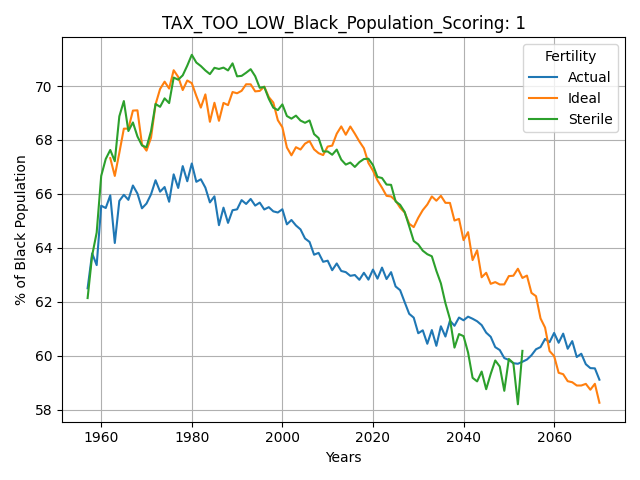 TAX_TOO_LOW_Black_Population_Scoring: 1
Fertility
Actual
Ideal
Sterile
% of Black Population
70
68
66
64
62
60
58
1960
1980
2000
2020
2040
2060
Years